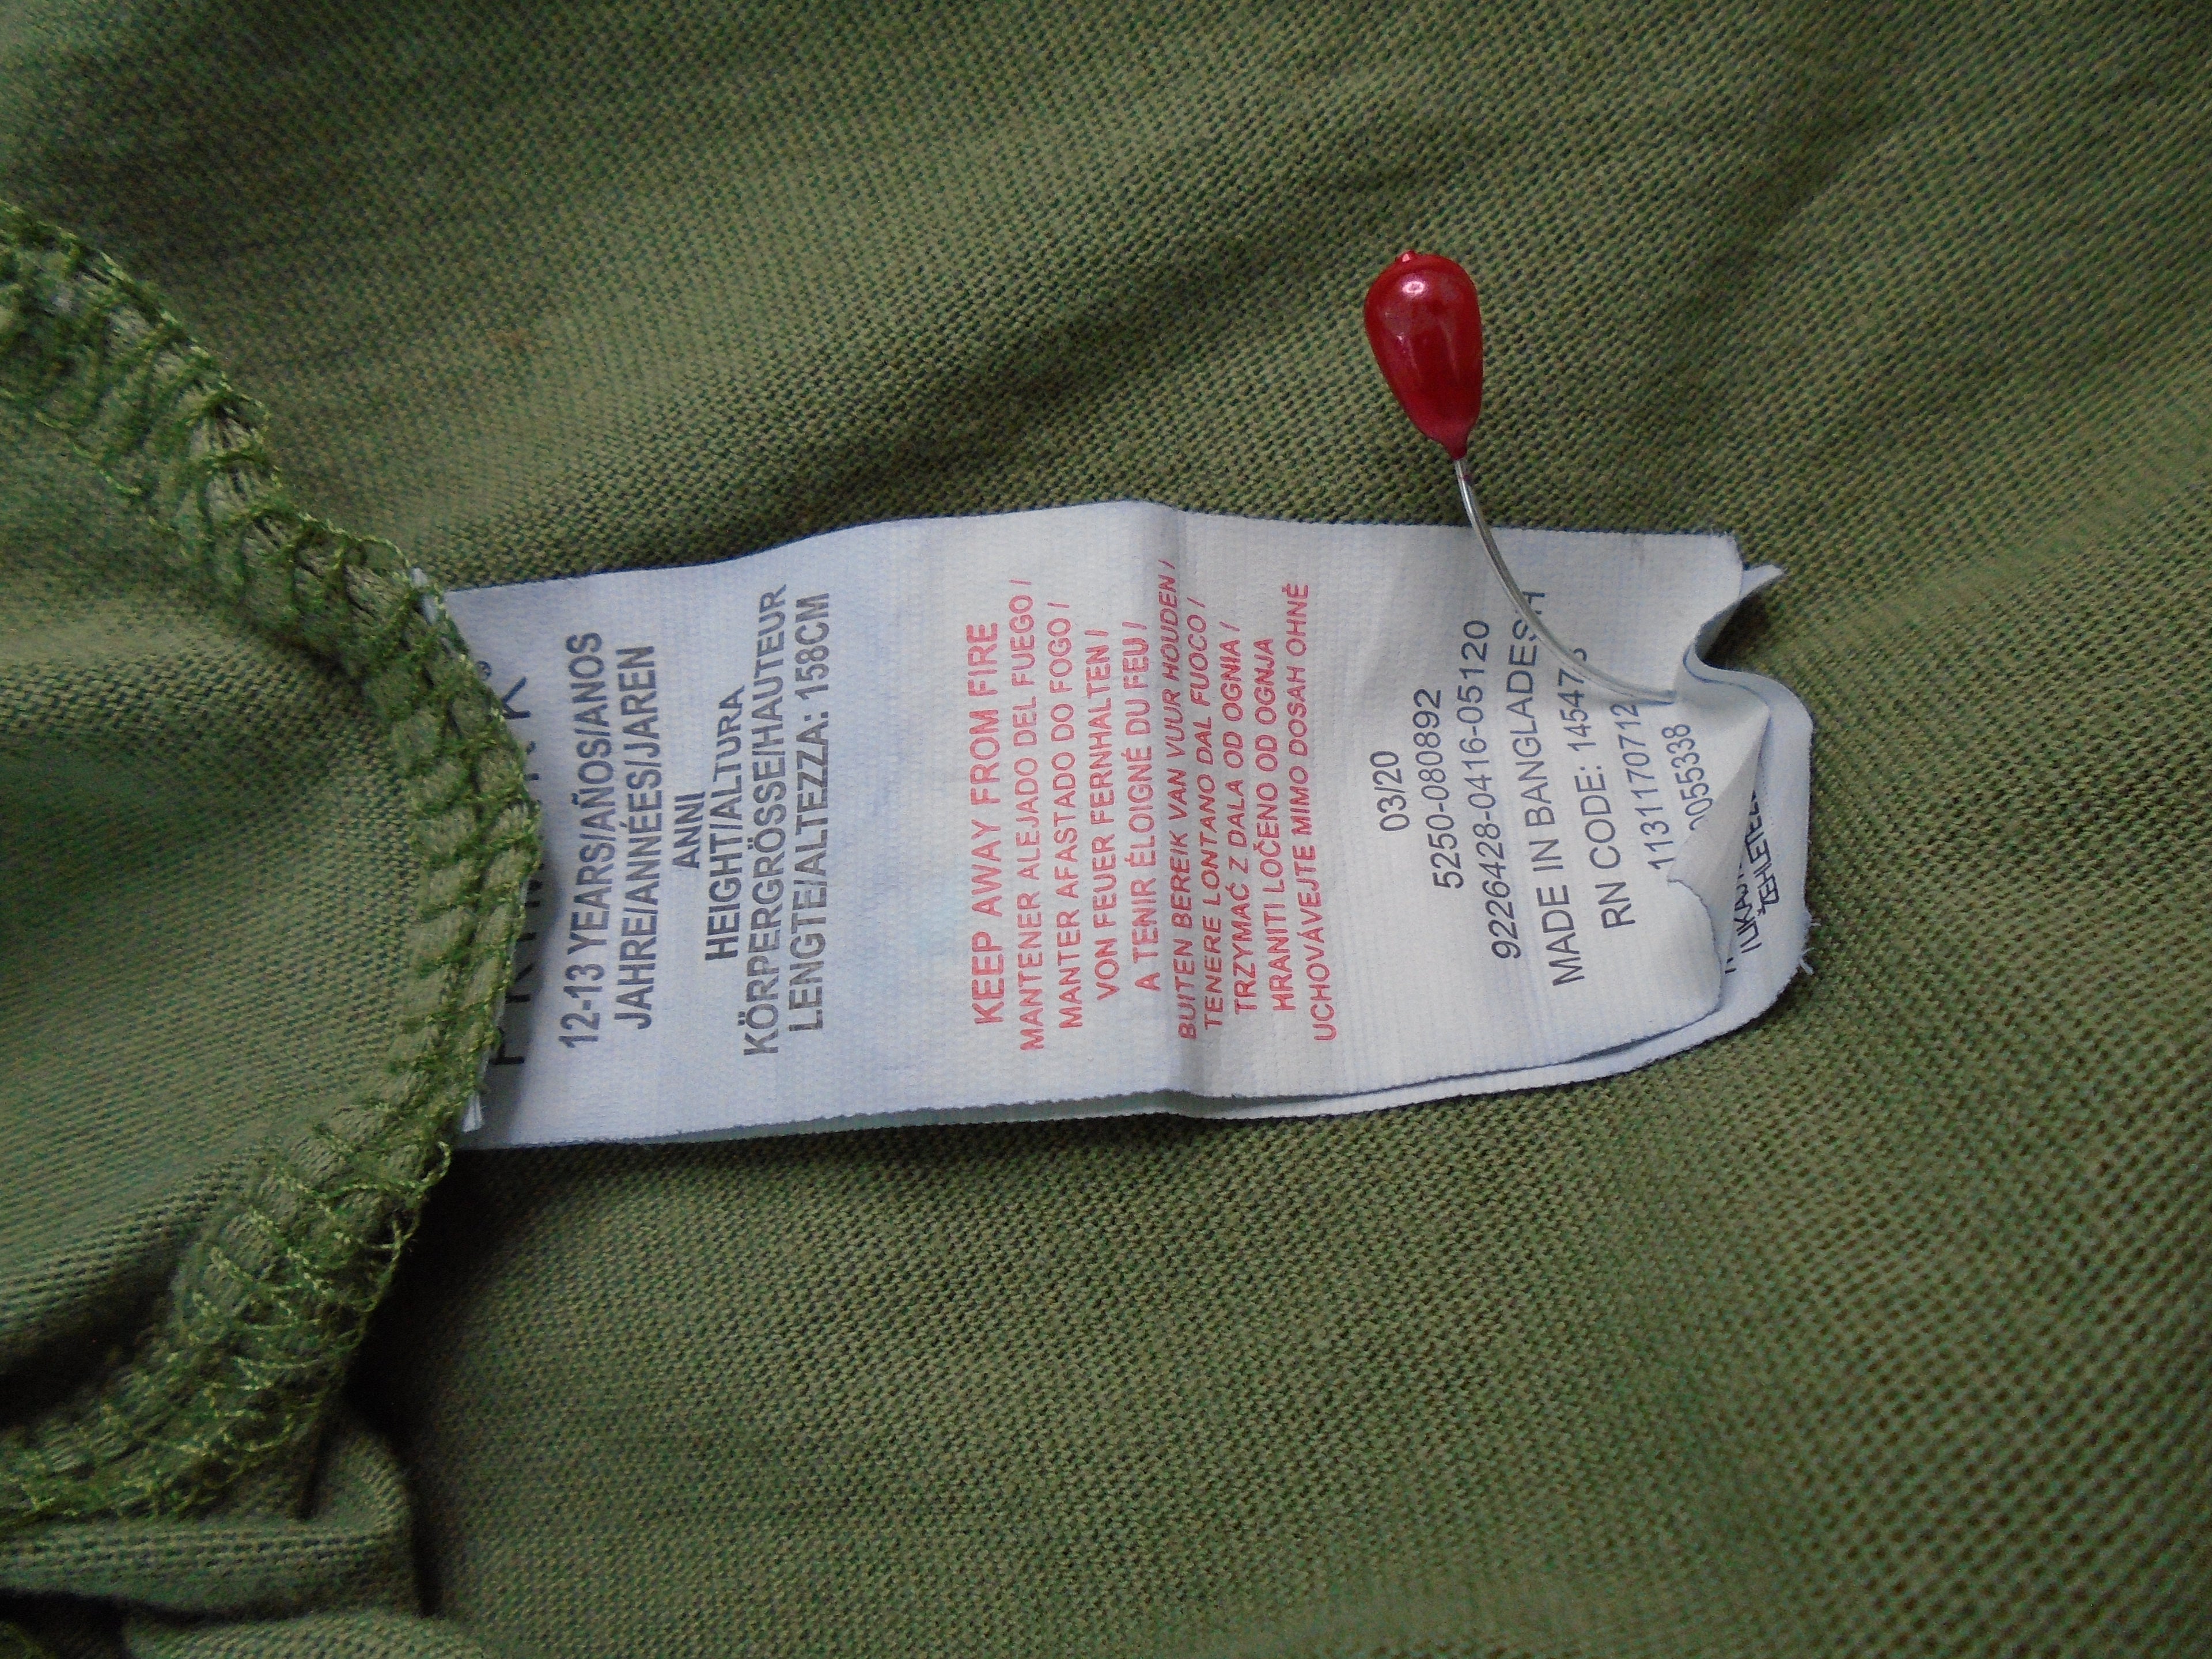 12-13 YEARS/AÑOS/ANOS
JAHRE/ANNÉES/JAREN
ANNI
HEIGHT/ALTURA
KÖRPERGRÖSSE/HAUTEUR
LENGTE/ALTEZZA: 158CM
KEEP AWAY FROM FIRE
MANTENER ALEJADO DEL FUEGO /
MANTER AFASTADO DO FOGO /
VON FEUER FERNHALTEN /
A TENIR ÉLOIGNÉ DU FEU /
BUITEN BEREIK VAN VUUR HOUDEN /
TENERE LONTANO DAL FUOCO /
TRZYMAĆ Z DALA OD OGNIA /
HRANITI LOČENO OD OGNJA
UCHOVÁVEJTE MIMO DOSAH OHNĚ
03/20
5250-080892
9226428-0416-05120
MADE IN BANGLADESH
RN CODE: